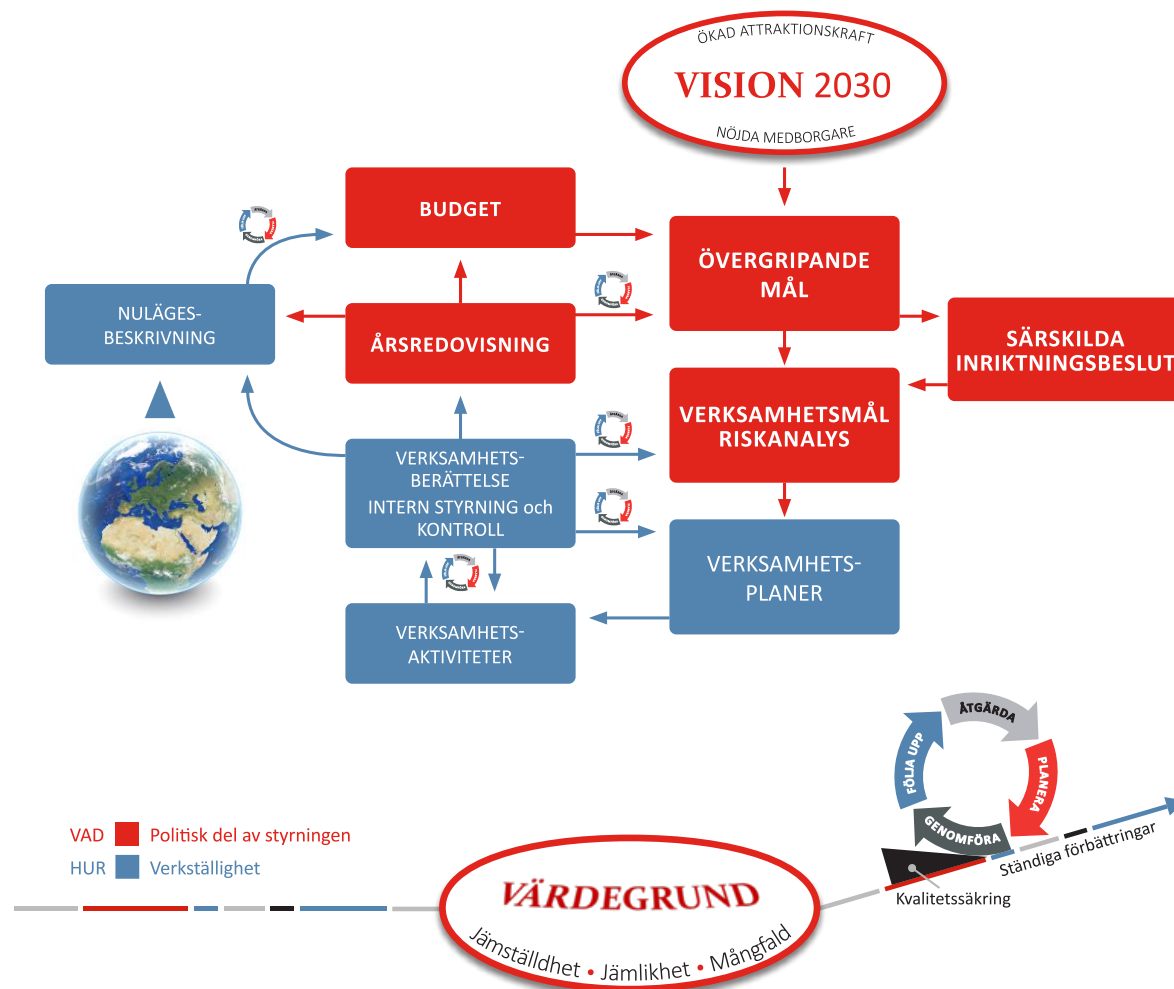 ÖKAD ATTRAKTIONSKRAFT
VISION 2030
NÖJDA MEDBORGARE
BUDGET
ÖVERGRIPANDE
MÅL
NULÄGES-
BESKRIVNING
ÅRSREDOVISNING
SÄRSKILDA
INRIKTNINGSBESLUT
VERKSAMHETSMÅL
RISKANALYS
VERKSAMHETS-
BERÄTTELSE
INTERN STYRNING och
KONTROLL
VERKSAMHETS-
PLANER
VERKSAMHETS-
AKTIVITETER
ÅTGÄRDA
PLANERA
GENOMFÖRA
FÖLJA UPP
VAD Politisk del av styrningen
HUR Verkställighet
Ständiga förbättringar
Kvalitetssäkring
VÄRDEGRUND
Jämställdhet • Jämlikhet • Mångfald